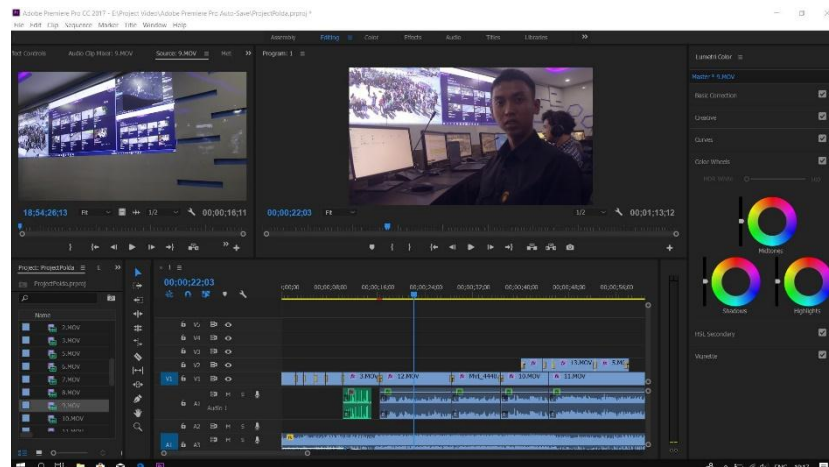 Adobe Premiere Pro CC 2017 - E:\Project Video\Adobe Premiere Pro Auto-Save\ProjectPolda.prproj *
File Edit Clip Sequence Marker Title Window Help
Assembly Editing Color Effects Audio Titles Libraries
Audio Clip Mixer: 9.MOV Source: 9.MOV
Program: 1
Lumetri Color
Master * 9.MOV
Basic Correction
Creative
Curves
Color Wheels
HDR White
Midtones
Shadows
Highlights
HSL Secondary
Vignette
18;54;26;13 Fit 1/2 00;00;16;11
00;00;22;03 Fit 1/2 00;01;13;12
Project: ProjectPolda
ProjectPolda.prproj
Name
2.MOV
3.MOV
5.MOV
6.MOV
7.MOV
8.MOV
9.MOV
10.MOV
11.MOV
1
00;00;22;03
;00;00 00;00;08;00 00;00;16;00 00;00;24;00 00;00;32;00 00;00;40;00 00;00;48;00 00;00;56;00
V5
V4
V3
V2
V1 V1
A1 M S
Audio 1
A2 M S
A1 A3 M S
13.MOV 5.M
3.MOV 12.MOV 10.MOV 11.MOV
ENG